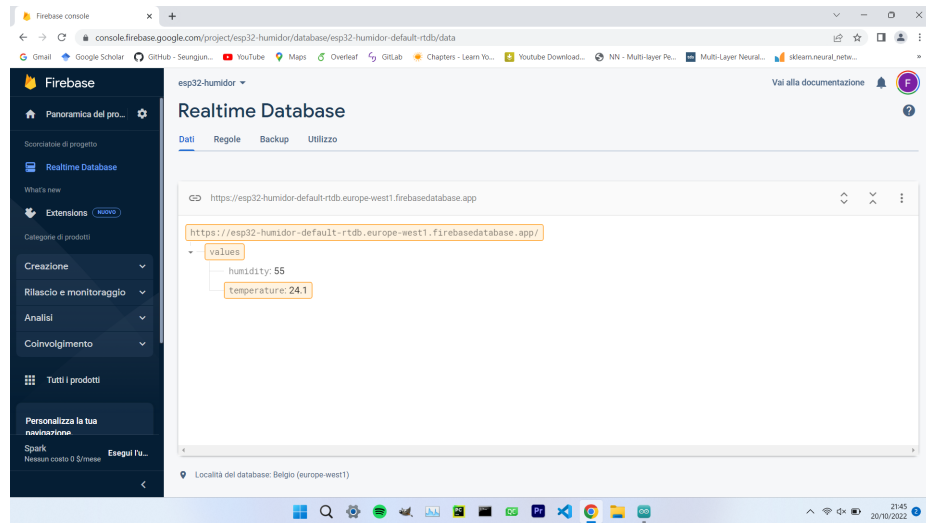 Firebase console
console.firebase.google.com/project/esp32-humidor/database/esp32-humidor-default-rtdb/data
Gmail Google Scholar GitHub - Seungjun... YouTube Maps Overleaf GitLab Chapters - Learn Yo... Youtube Download... NN - Multi-layer Pe... Multi-Layer Neural... sklearn.neural_netw... »
Firebase
Panoramica del pro...
Scorciatoie di progetto
Realtime Database
What's new
Extensions NUOVO
Categorie di prodotti
Creazione
Rilascio e monitoraggio
Analisi
Coinvolgimento
Tutti i prodotti
Personalizza la tua
navigazione
Spark
Nessun costo 0 $/mese
Esegui l'u...
esp32-humidor
Vai alla documentazione
F
Realtime Database
Dati Regole Backup Utilizzo
https://esp32-humidor-default-rtdb.europe-west1.firebasedatabase.app
https://esp32-humidor-default-rtdb.europe-west1.firebasedatabase.app/
values
humidity: 55
temperature: 24.1
Località del database: Belgio (europe-west1)
21:45
20/10/2022
2